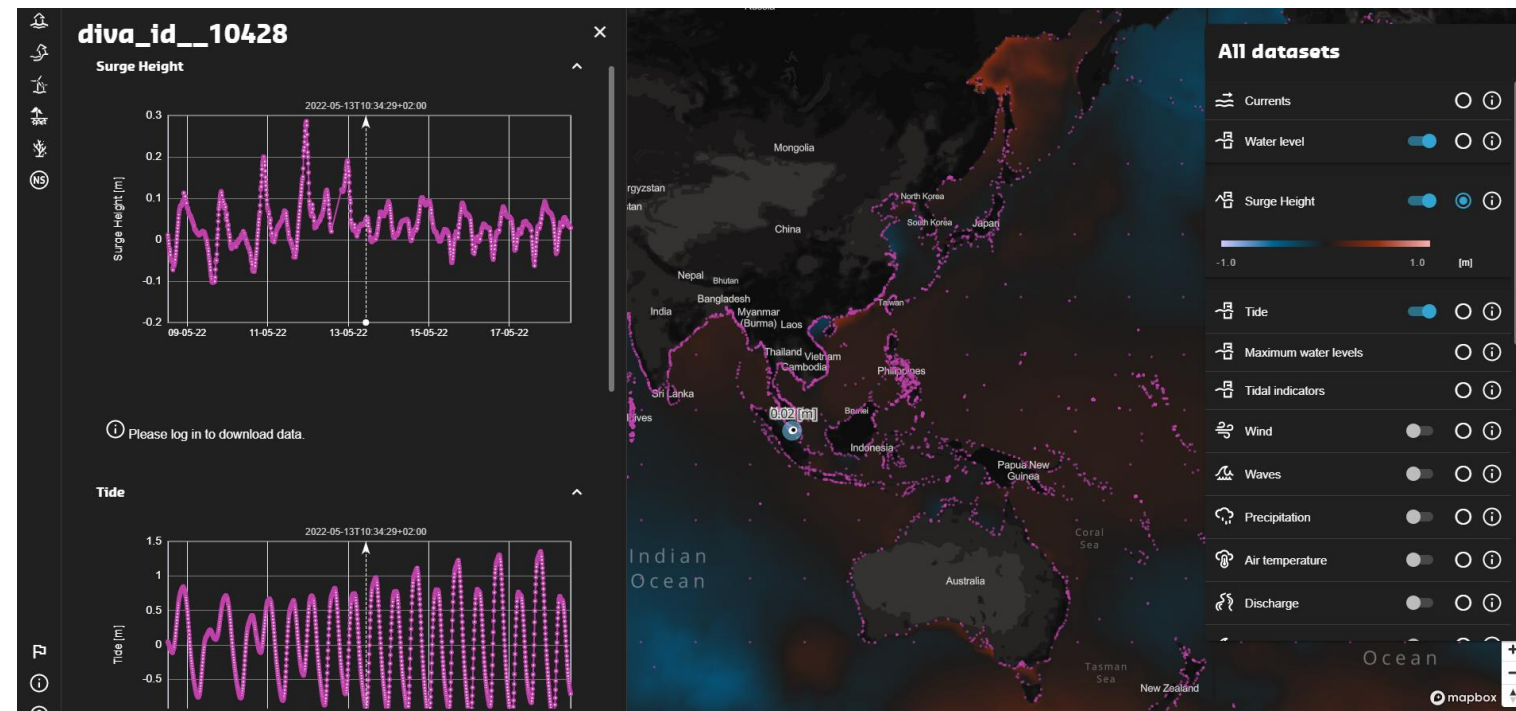 diva_id__10428
Surge Height
2022-05-13T10:34:29+02:00
0.3
0.2
0.1
0
-0.1
-0.2
Surge Height [m]
09-05-22
11-05-22
13-05-22
15-05-22
17-05-22
Please log in to download data.
Tide
2022-05-13T10:34:29+02:00
1.5
1
0.5
0
-0.5
Tide [m]
NS
Mongolia
rgyzstan
stan
North Korea
South Korea
Japan
China
Nepal
Bhutan
Bangladesh
Taiwan
India
Myanmar
(Burma)
Laos
Thailand
Vietnam
Cambodia
Philippines
Sri Lanka
ives
0.02 [m]
Brunei
Indonesia
Papua New
Guinea
Coral
Sea
Indian
Ocean
Australia
Tasman
Sea
New Zealand
Ocean
All datasets
Currents
Water level
Surge Height
-1.0
1.0
[m]
Tide
Maximum water levels
Tidal indicators
Wind
Waves
Precipitation
Air temperature
Discharge
mapbox